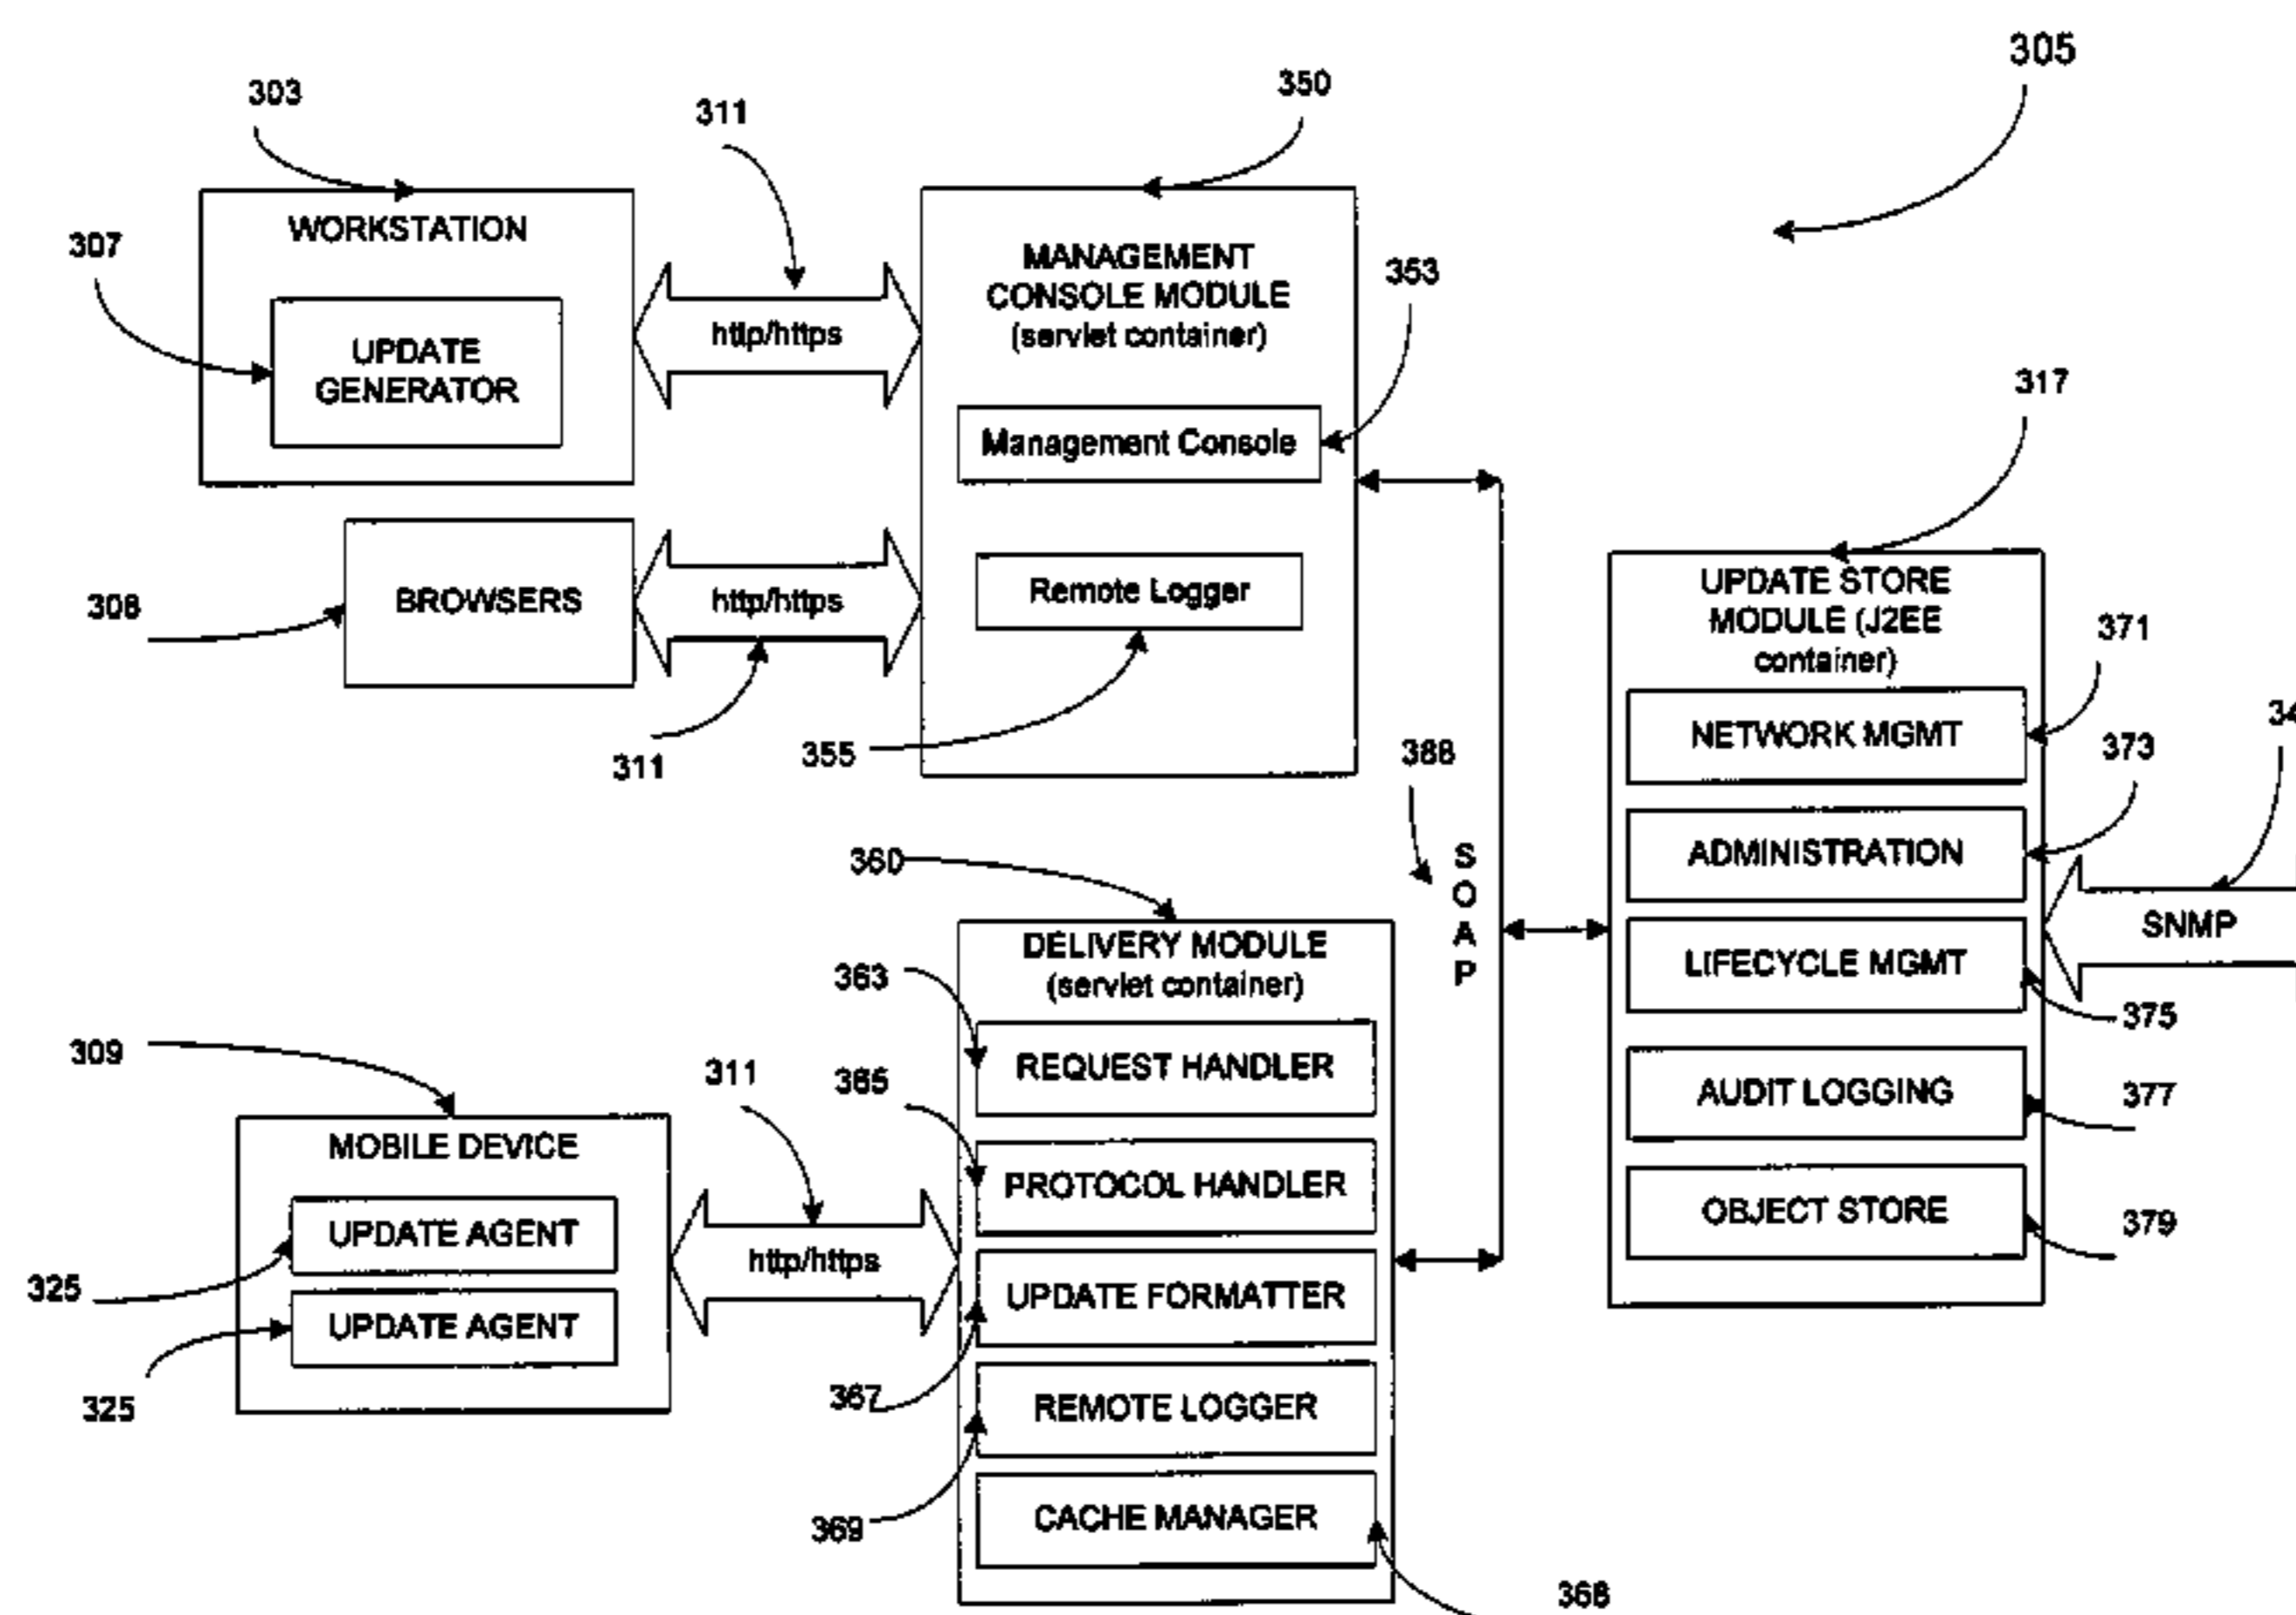 305
303
311
350
WORKSTATION
307
UPDATE
GENERATOR
http/https
MANAGEMENT
CONSOLE MODULE
(servlet container)
353
Management Console
317
308
BROWSERS
http/https
311
Remote Logger
355
388
SOAP
UPDATE STORE
MODULE (J2EE
container)
371
NETWORK MGMT
373
ADMINISTRATION
SNMP
LIFECYCLE MGMT
375
AUDIT LOGGING
377
OBJECT STORE
379
360
DELIVERY MODULE
(servlet container)
363
REQUEST HANDLER
365
PROTOCOL HANDLER
UPDATE FORMATTER
367
REMOTE LOGGER
369
CACHE MANAGER
368
309
MOBILE DEVICE
311
UPDATE AGENT
http/https
325
UPDATE AGENT
325